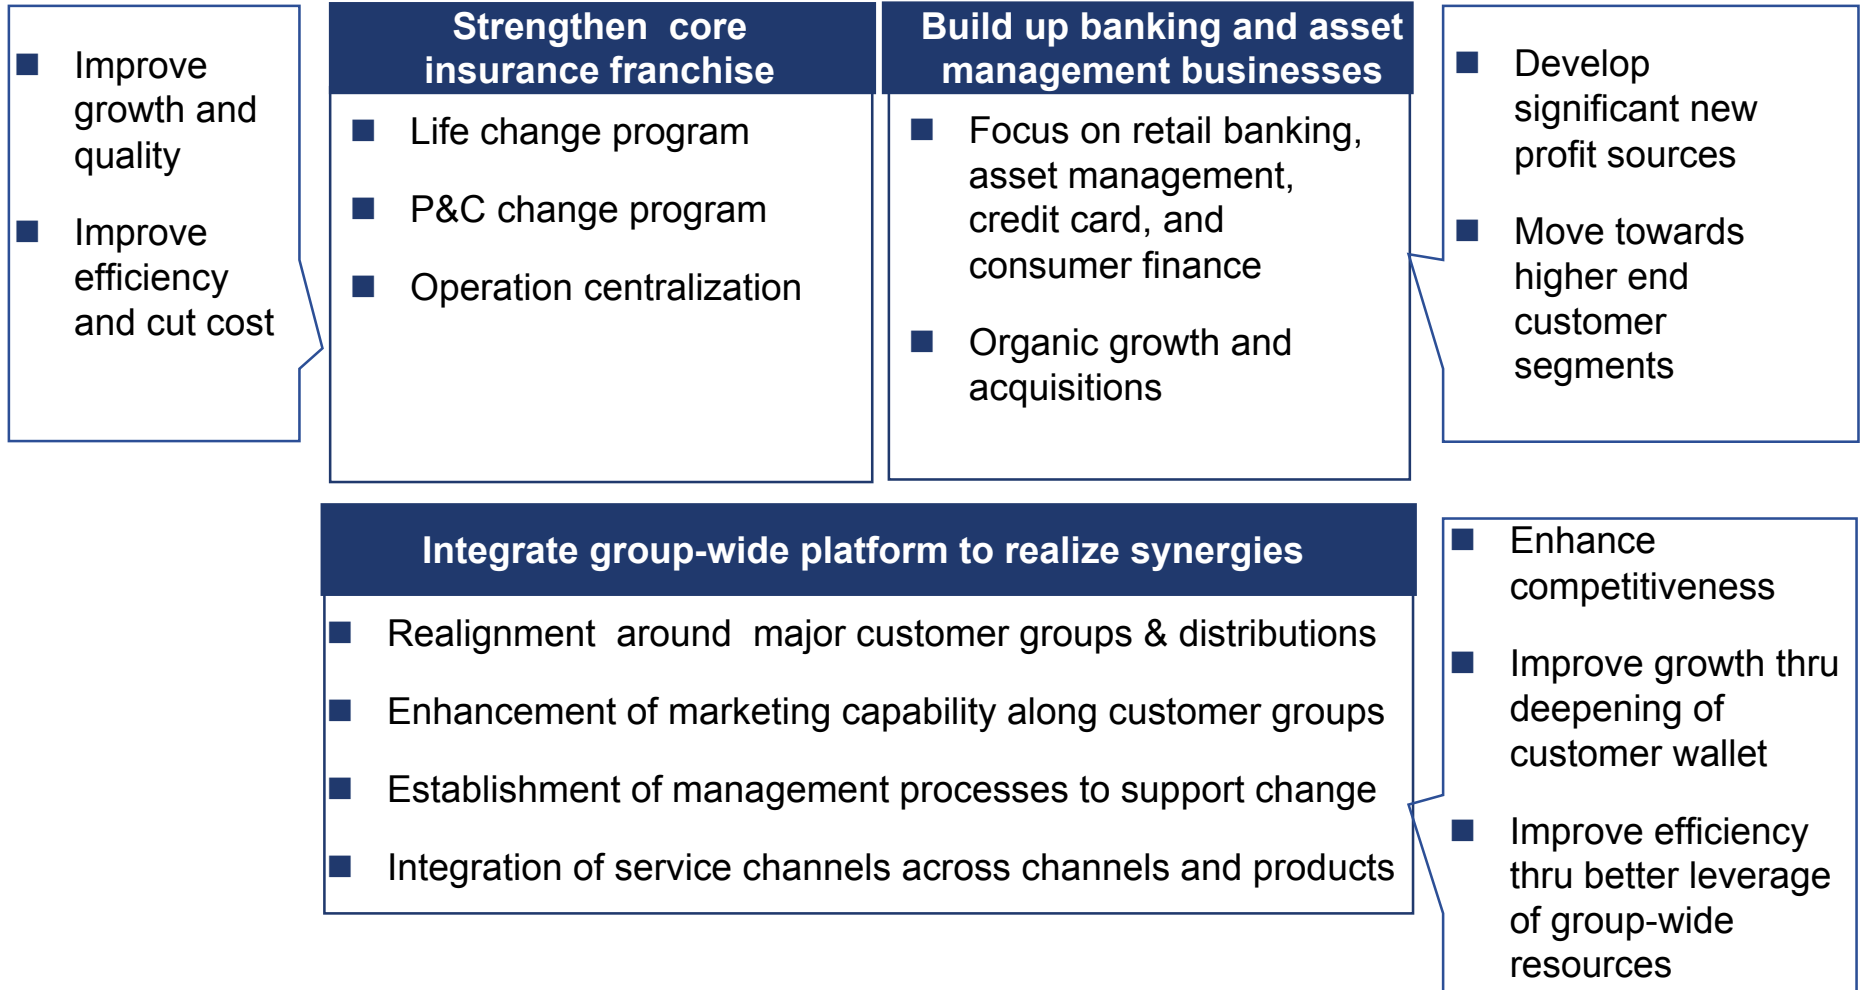 Improve
growth and
quality
Improve
efficiency
and cut cost
Strengthen core
insurance franchise
Life change program
P&C change program
Operation centralization
Build up banking and asset
management businesses
Focus on retail banking,
asset management,
credit card, and
consumer finance
Organic growth and
acquisitions
Develop
significant new
profit sources
Move towards
higher end
customer
segments
Integrate group-wide platform to realize synergies
Realignment around major customer groups & distributions
Enhancement of marketing capability along customer groups
Establishment of management processes to support change
Integration of service channels across channels and products
Enhance
competitiveness
Improve growth thru
deepening of
customer wallet
Improve efficiency
thru better leverage
of group-wide
resources